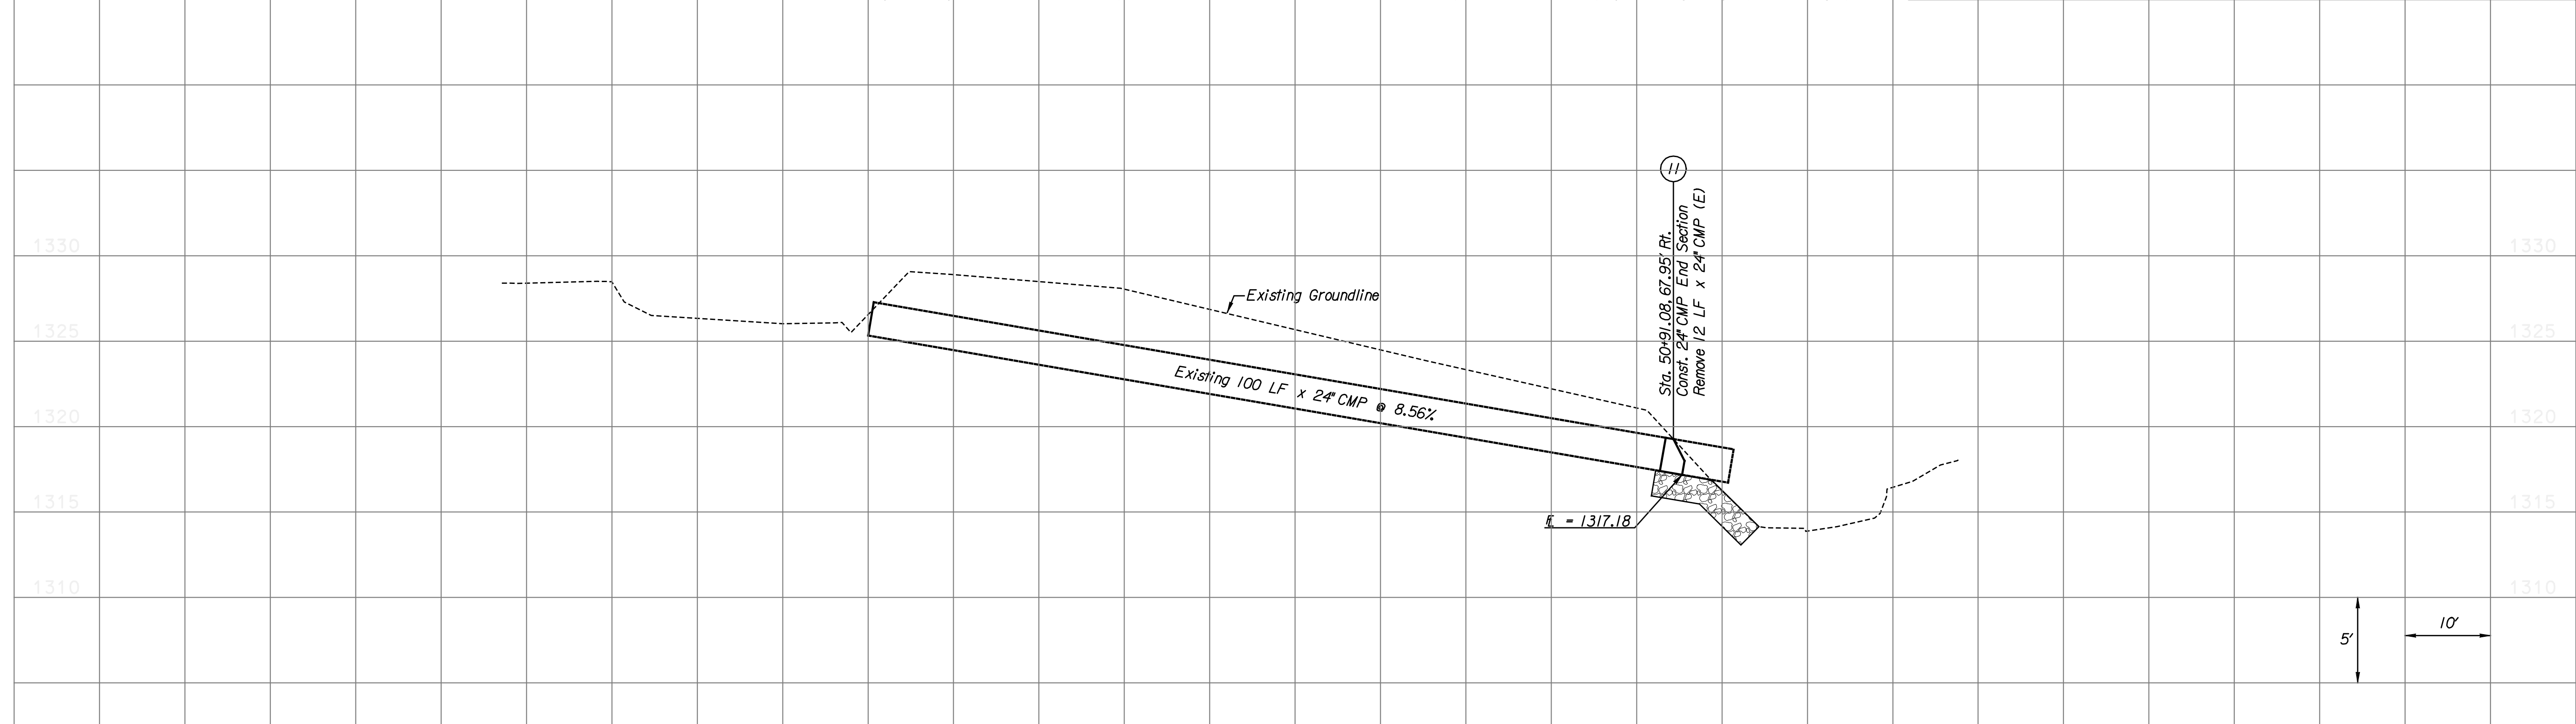 11
Sta. 50+91.08, 67.95' Rt.
Const. 24" CMP End Section
Remove 12 LF x 24" CMP (E)
1330
1330
Existing Groundline
1325
1325
Existing 100 LF x 24" CMP @ 8.56%
1320
1320
1315
1315
FL = 1317.18
1310
1310
10'
5'